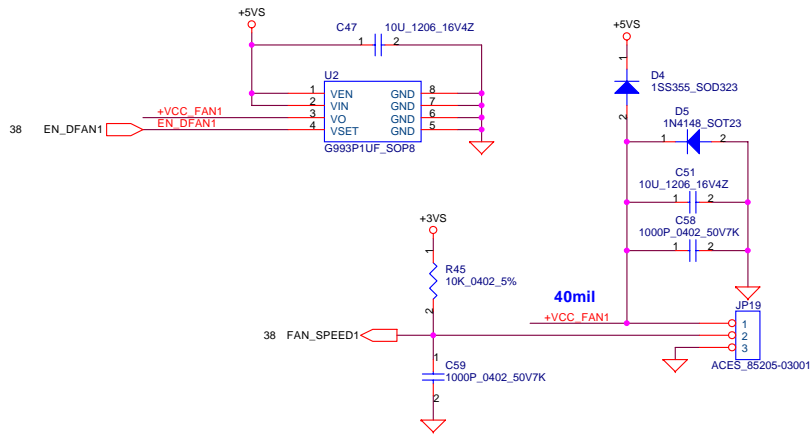 +5VS
C47
10U_1206_16V4Z
1
2
U2
1
VEN
GND
8
2
VIN
GND
7
3
VO
GND
6
4
VSET
GND
5
G993P1UF_SOP8
+VCC_FAN1
38
EN_DFAN1
EN_DFAN1
+5VS
1
D4
1SS355_SOD323
2
D5
1N4148_SOT23
1
2
C51
10U_1206_16V4Z
1
2
C58
1000P_0402_50V7K
1
2
+3VS
1
R45
10K_0402_5%
2
40mil
+VCC_FAN1
JP19
1
2
3
ACES_85205-03001
38
FAN_SPEED1
1
C59
1000P_0402_50V7K
2